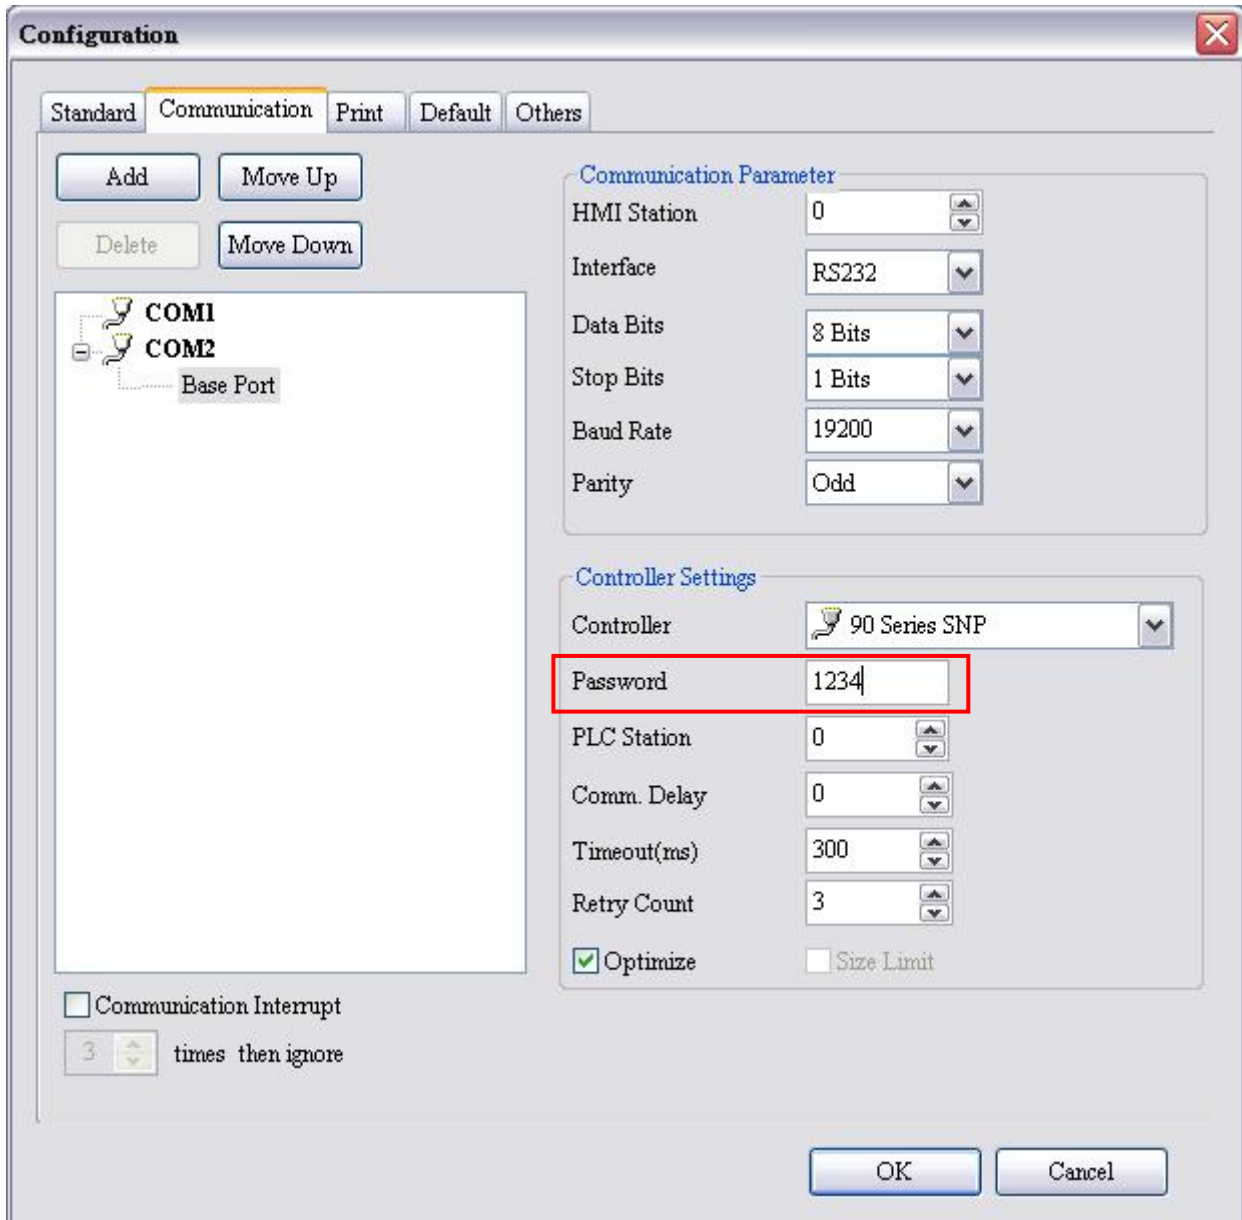 Configuration
Standard Communication Print Default Others
Add Move Up
Delete Move Down
COM1
COM2
Base Port
Communication Interrupt
3 times then ignore
Communication Parameter
HMI Station 0
Interface RS232
Data Bits 8 Bits
Stop Bits 1 Bits
Baud Rate 19200
Parity Odd
Controller Settings
Controller 90 Series SNP
Password 1234
PLC Station 0
Comm. Delay 0
Timeout(ms) 300
Retry Count 3
Optimize Size Limit
OK Cancel